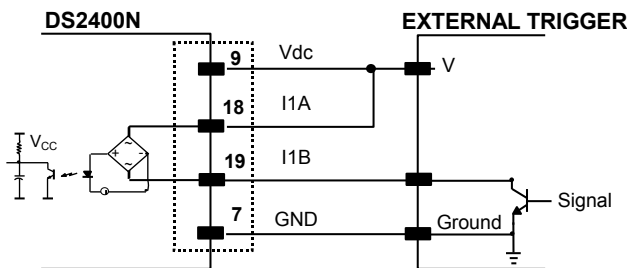 DS2400N
EXTERNAL TRIGGER
9
Vdc
V
18
I1A
VCC
+
~
~
-
19
I1B
Signal
7
GND
Ground